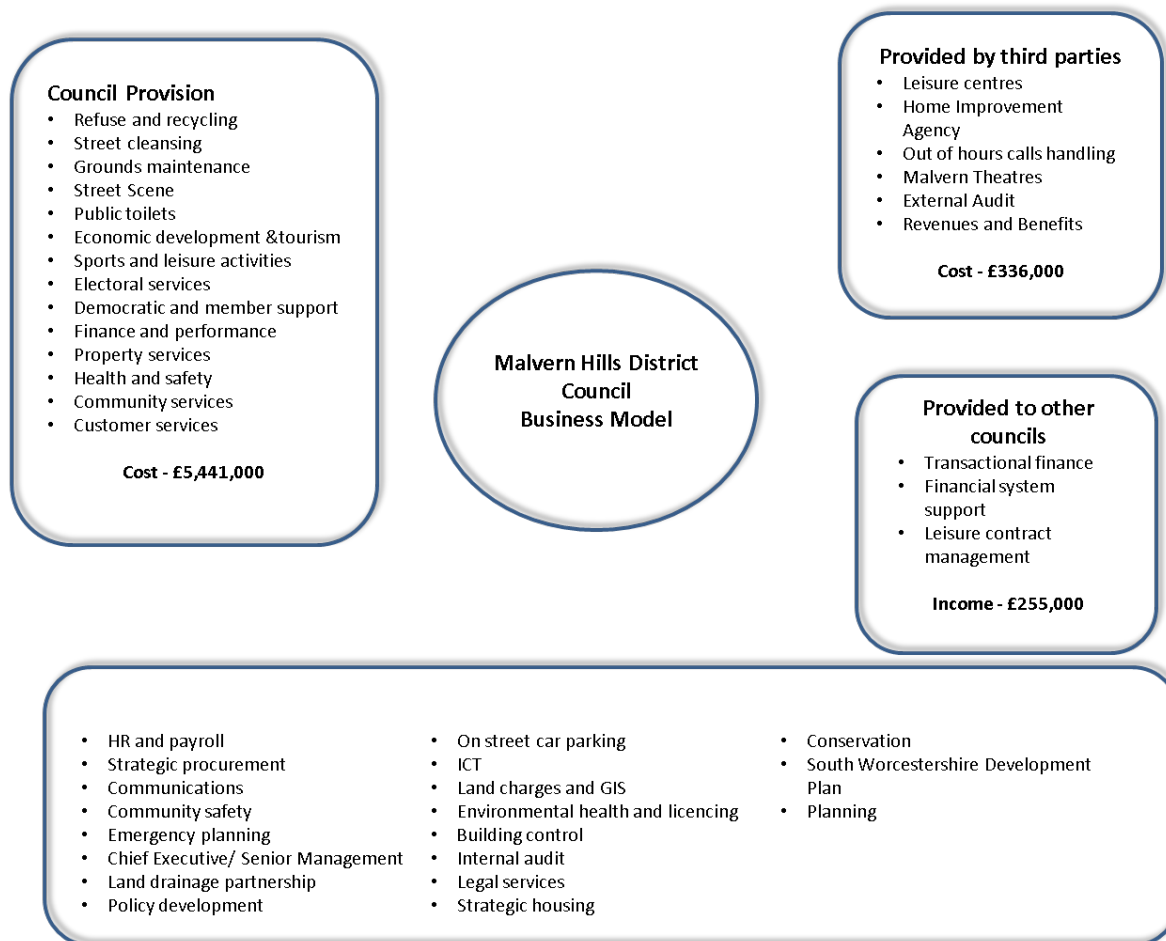 Council Provision
• Refuse and recycling
• Street cleansing
• Grounds maintenance
• Street Scene
• Public toilets
• Economic development &tourism
• Sports and leisure activities
• Electoral services
• Democratic and member support
• Finance and performance
• Property services
• Health and safety
• Community services
• Customer services
Cost - £5,441,000
Malvern Hills District
Council
Business Model
Provided by third parties
• Leisure centres
• Home Improvement
Agency
• Out of hours calls handling
• Malvern Theatres
• External Audit
• Revenues and Benefits
Cost - £336,000
Provided to other
councils
• Transactional finance
• Financial system
support
• Leisure contract
management
Income - £255,000
• HR and payroll
• Strategic procurement
• Communications
• Community safety
• Emergency planning
• Chief Executive/ Senior Management
• Land drainage partnership
• Policy development
• On street car parking
• ICT
• Land charges and GIS
• Environmental health and licencing
• Building control
• Internal audit
• Legal services
• Strategic housing
• Conservation
• South Worcestershire Development
Plan
• Planning